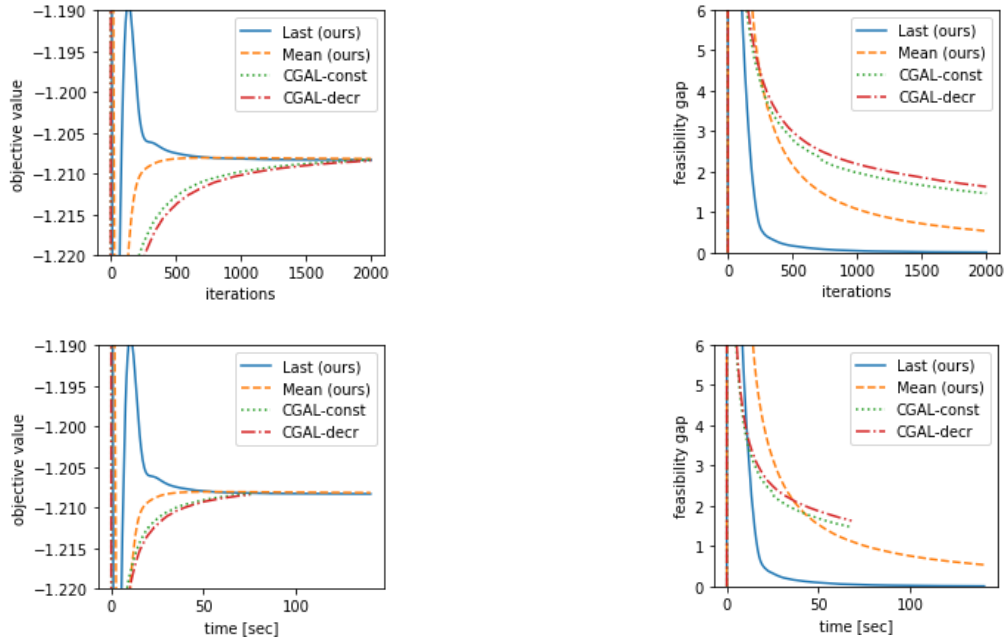 −1.190
−1.195
−1.200
−1.205
−1.210
−1.215
−1.220
objective value
0
500
1000
1500
2000
iterations
Last (ours)
Mean (ours)
CGAL-const
CGAL-decr
6
5
4
3
2
1
0
feasibility gap
0
500
1000
1500
2000
iterations
Last (ours)
Mean (ours)
CGAL-const
CGAL-decr
−1.190
−1.195
−1.200
−1.205
−1.210
−1.215
−1.220
objective value
0
50
100
time [sec]
Last (ours)
Mean (ours)
CGAL-const
CGAL-decr
6
5
4
3
2
1
0
feasibility gap
0
50
100
time [sec]
Last (ours)
Mean (ours)
CGAL-const
CGAL-decr